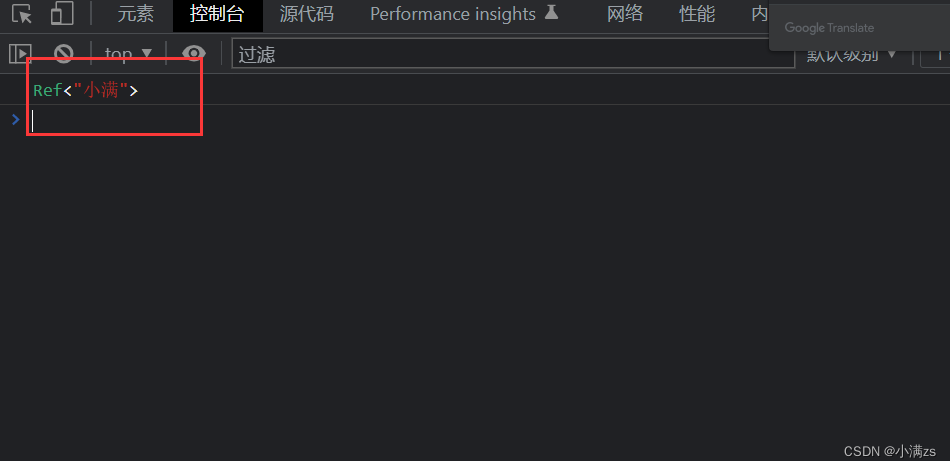 元素 控制台 源代码 Performance insights 网络 性能 内
Google Translate
top 过滤 默认级别
Ref<"小满">
CSDN @小满zs